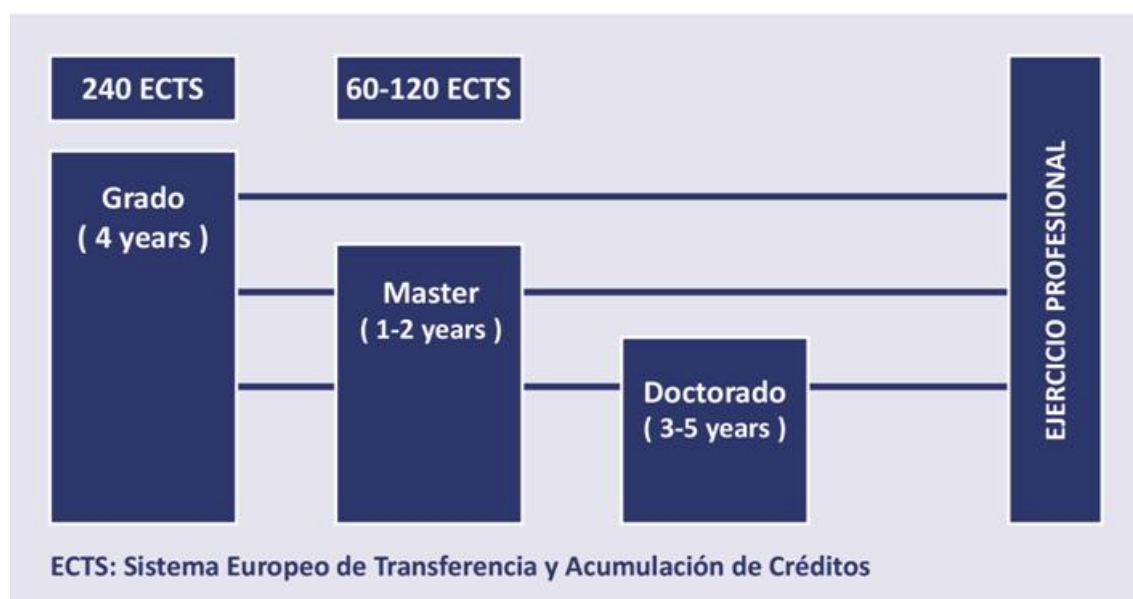 240 ECTS
60-120 ECTS
Grado
( 4 years )
Master
( 1-2 years )
Doctorado
( 3-5 years )
EJERCICIO PROFESIONAL
ECTS: Sistema Europeo de Transferencia y Acumulación de Créditos